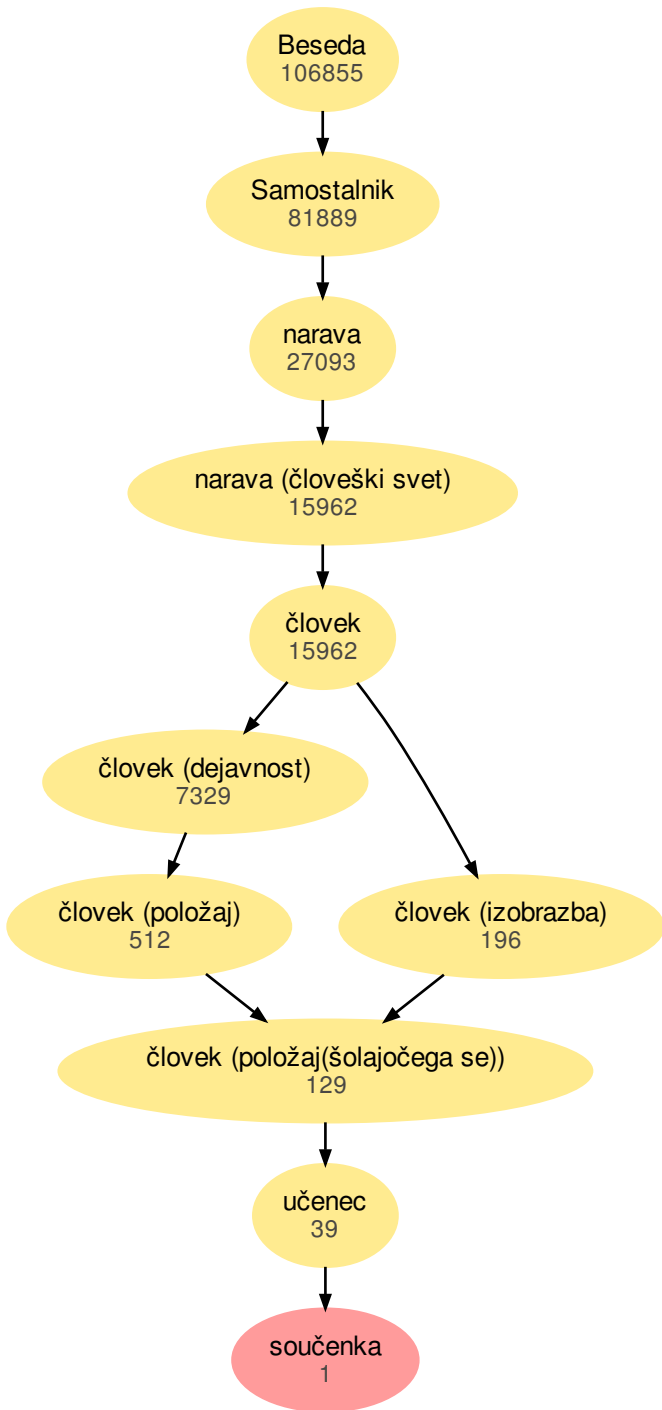 Beseda
106855
Samostalnik
81889
narava
27093
narava (človeški svet)
15962
človek
15962
človek (dejavnost)
7329
človek (položaj)
512
človek (izobrazba)
196
človek (položaj(šolajočega se))
129
učenec
39
součenka
1